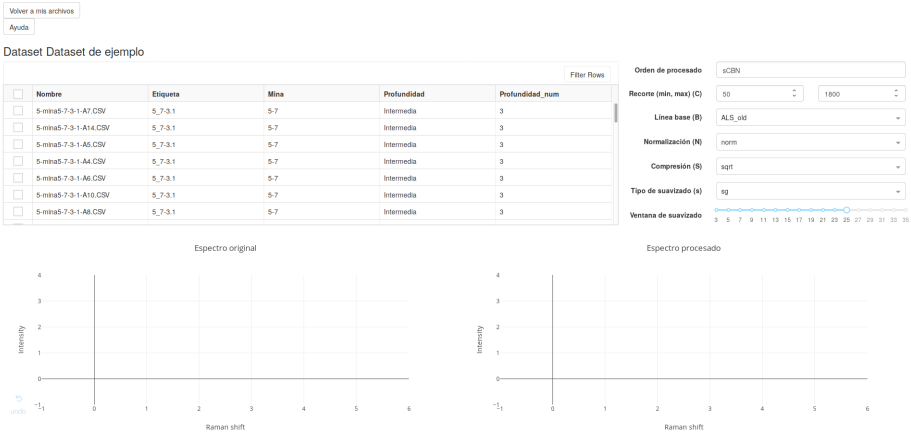 Volver a mis archivos
Ayuda
Dataset Dataset de ejemplo
Filter Rows
Nombre Etiqueta Mina Profundidad Profundidad_num
5-mina5-7-3-1-A7.CSV 5_7-3.1 5-7 Intermedia 3
5-mina5-7-3-1-A14.CSV 5_7-3.1 5-7 Intermedia 3
5-mina5-7-3-1-A5.CSV 5_7-3.1 5-7 Intermedia 3
5-mina5-7-3-1-A4.CSV 5_7-3.1 5-7 Intermedia 3
5-mina5-7-3-1-A6.CSV 5_7-3.1 5-7 Intermedia 3
5-mina5-7-3-1-A10.CSV 5_7-3.1 5-7 Intermedia 3
5-mina5-7-3-1-A8.CSV 5_7-3.1 5-7 Intermedia 3
Orden de procesado sCBN
Recorte (min, max) (C) 50 1800
Línea base (B) ALS_old
Normalización (N) norm
Compresión (S) sqrt
Tipo de suavizado (s) sg
Ventana de suavizado
3 5 7 9 11 13 15 17 19 21 23 25 27 29 31 33 35
Espectro original
4
3
2
1
0
−1
Intensity
−1 0 1 2 3 4 5 6
Raman shift
undo
Espectro procesado
4
3
2
1
0
−1
Intensity
−1 0 1 2 3 4 5 6
Raman shift